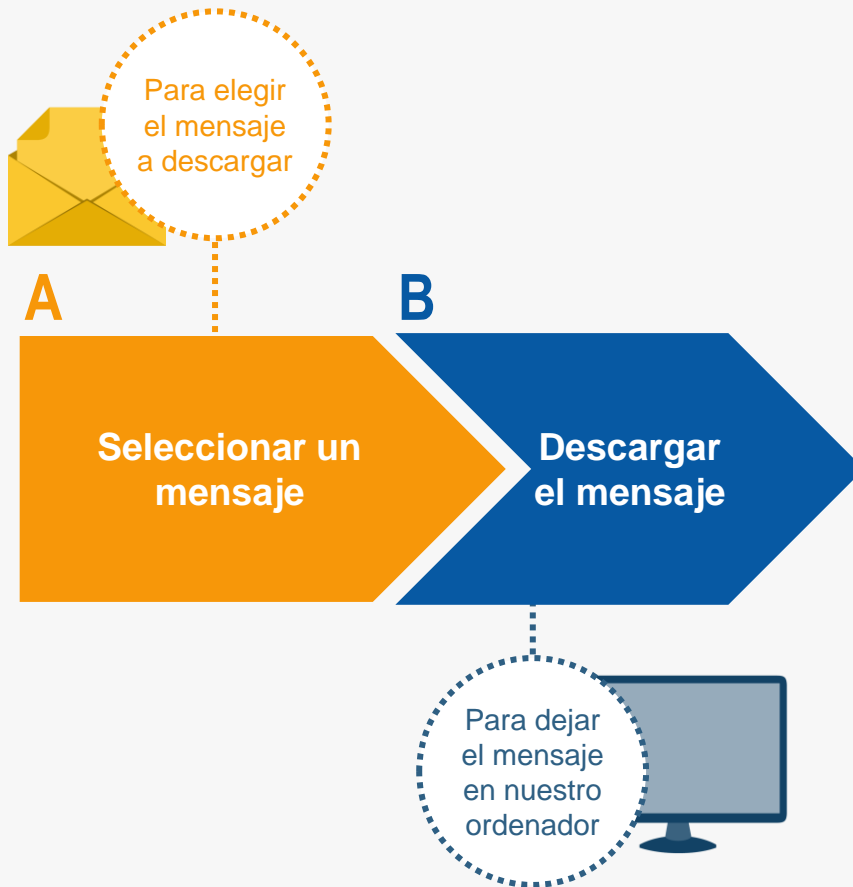 Para elegir
el mensaje
a descargar
A
B
Seleccionar un
mensaje
Descargar
el mensaje
Para dejar
el mensaje
en nuestro
ordenador